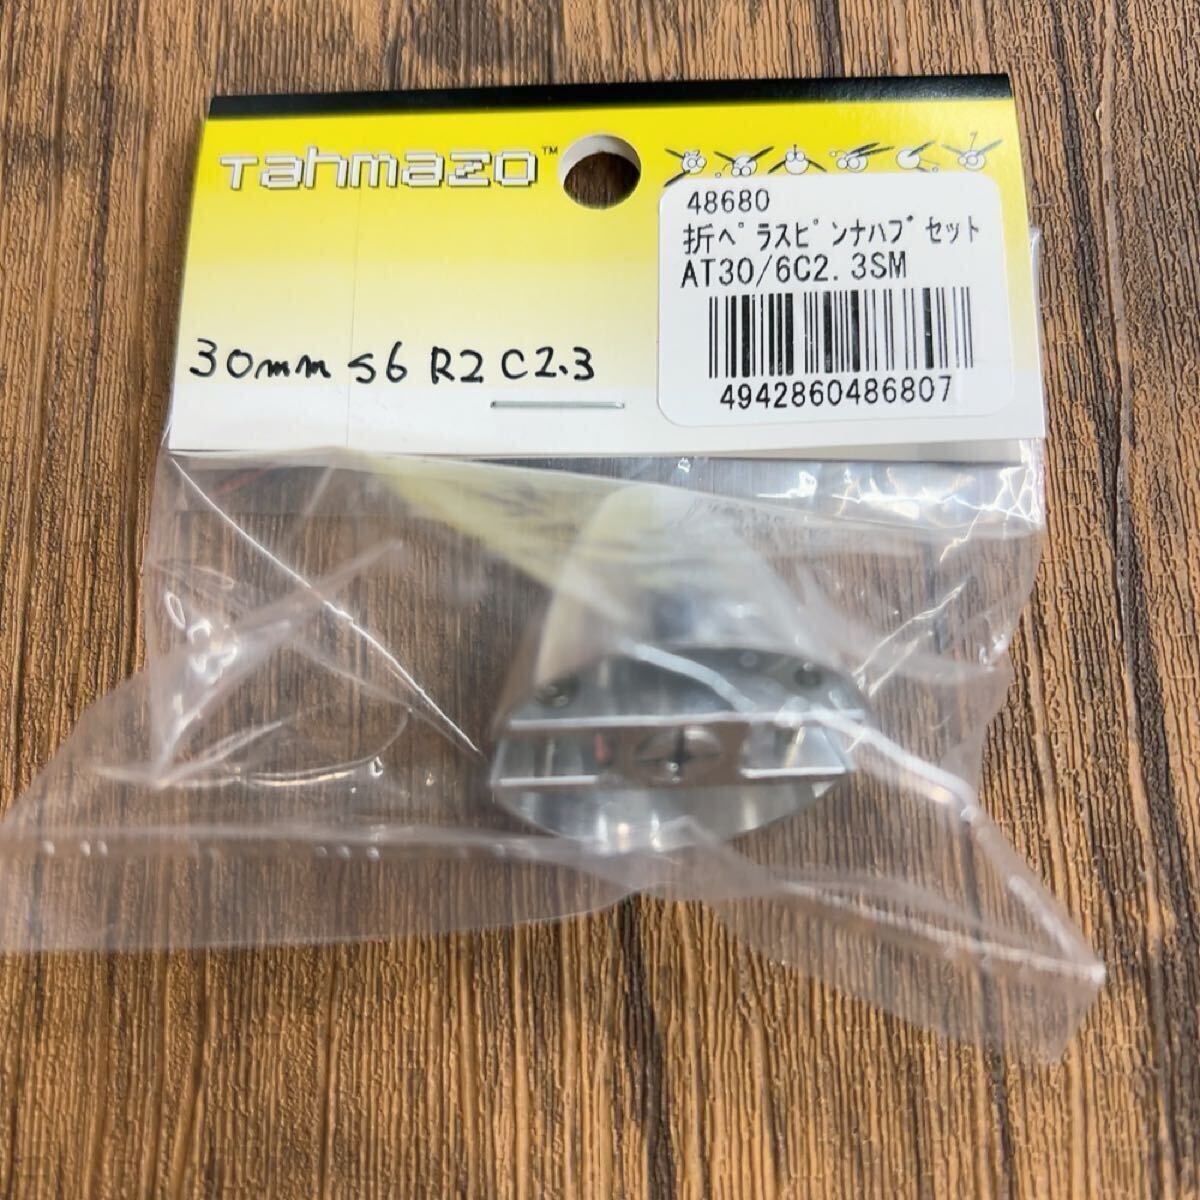 Tahmazo™
48680
折ペラスピンナハブセット
AT30/6C2.3SM
4942860486807
30mm S6 R2 C2.3